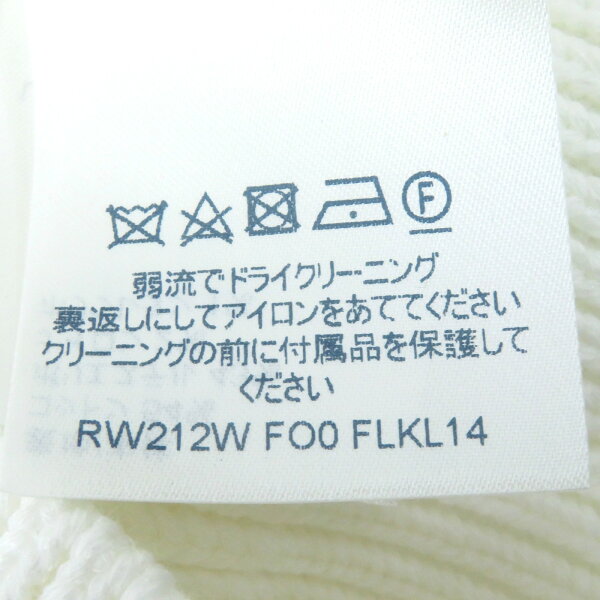 F
弱流でドライクリーニング
裏返しにしてアイロンをあててください
クリーニングの前に付属品を保護して
ください
RW212W FO0 FLKL14